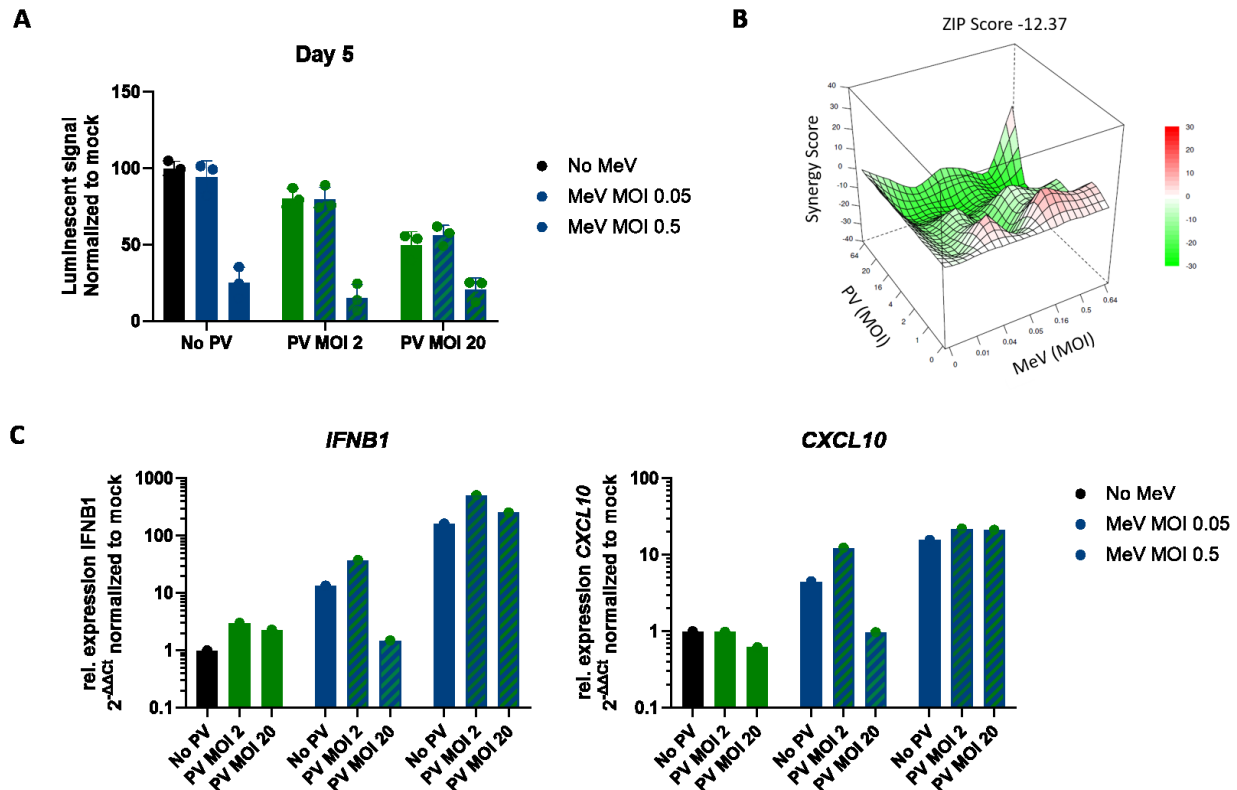 A
Day 5
Luminescent signal
Normalized to mock
150
100
50
0
No PV
PV MOI 2
PV MOI 20
No MeV
MeV MOI 0.05
MeV MOI 0.5
B
ZIP Score -12.37
Synergy Score
40
30
20
10
0
-10
-20
-30
-40
64
20
16
4
2
1
0
PV (MOI)
0
0.01
0.04
0.05
0.16
0.5
0.64
MeV (MOI)
30
20
10
0
-10
-20
-30
C
IFNB1
rel. expression IFNB1
2-ΔΔCt normalized to mock
1000
100
10
1
0.1
No PV
PV MOI 2
PV MOI 20
No PV
PV MOI 2
PV MOI 20
No PV
PV MOI 2
PV MOI 20
CXCL10
rel. expression CXCL10
2-ΔΔCt normalized to mock
100
10
1
0.1
No PV
PV MOI 2
PV MOI 20
No PV
PV MOI 2
PV MOI 20
No PV
PV MOI 2
PV MOI 20
No MeV
MeV MOI 0.05
MeV MOI 0.5